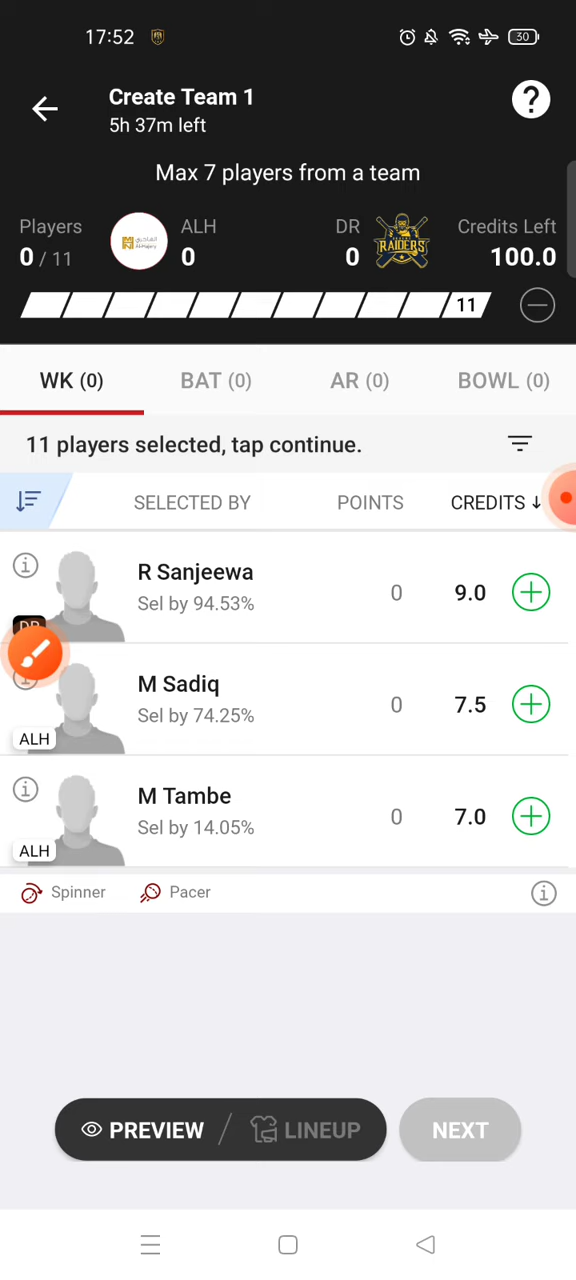 17:52
30
Create Team 1
5h 37m left
?
Max 7 players from a team
Players
0 / 11
ALH
0
DR
0
RAIDERS
Credits Left
100.0
11
WK (0) BAT (0) AR (0) BOWL (0)
11 players selected, tap continue.
SELECTED BY POINTS CREDITS ↓
R Sanjeewa
Sel by 94.53%
0 9.0
DR
M Sadiq
Sel by 74.25%
0 7.5
ALH
M Tambe
Sel by 14.05%
0 7.0
ALH
Spinner Pacer
PREVIEW / LINEUP NEXT